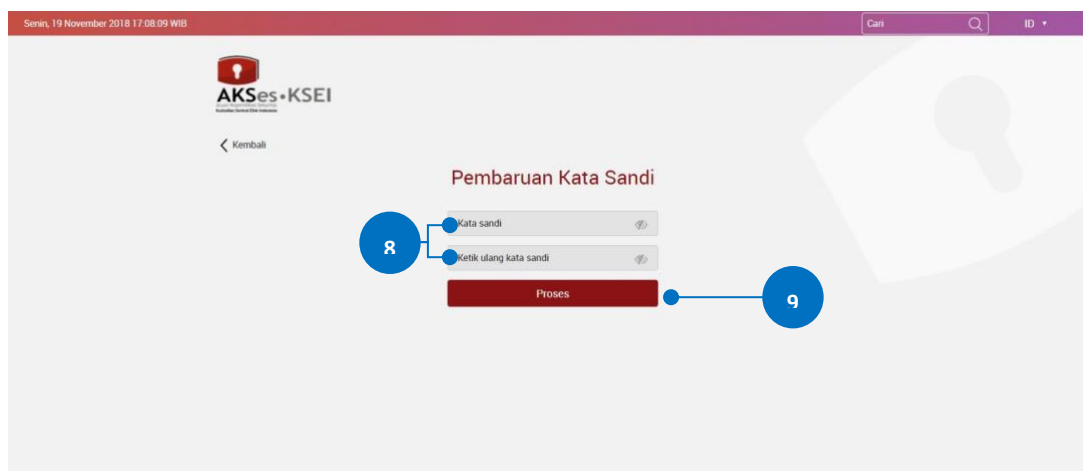 Senin, 19 November 2018 17:08:09 WIB
Cari
ID
AKSes•KSEI
Kembali
Pembaruan Kata Sandi
Kata sandi
8
Ketik ulang kata sandi
Proses
9